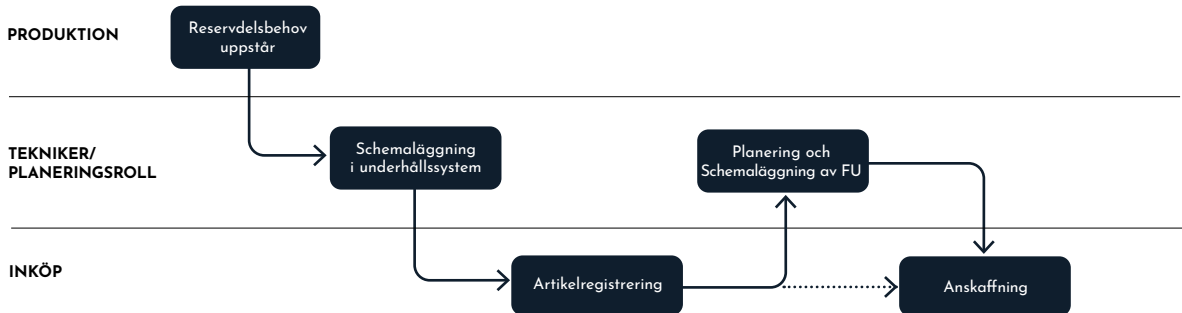 PRODUKTION
Reservdelsbehov
uppstår
TEKNIKER/
PLANERINGSROLL
Schemaläggning
i underhållssystem
Planering och
Schemaläggning av FU
INKÖP
Artikelregistrering
Anskaffning